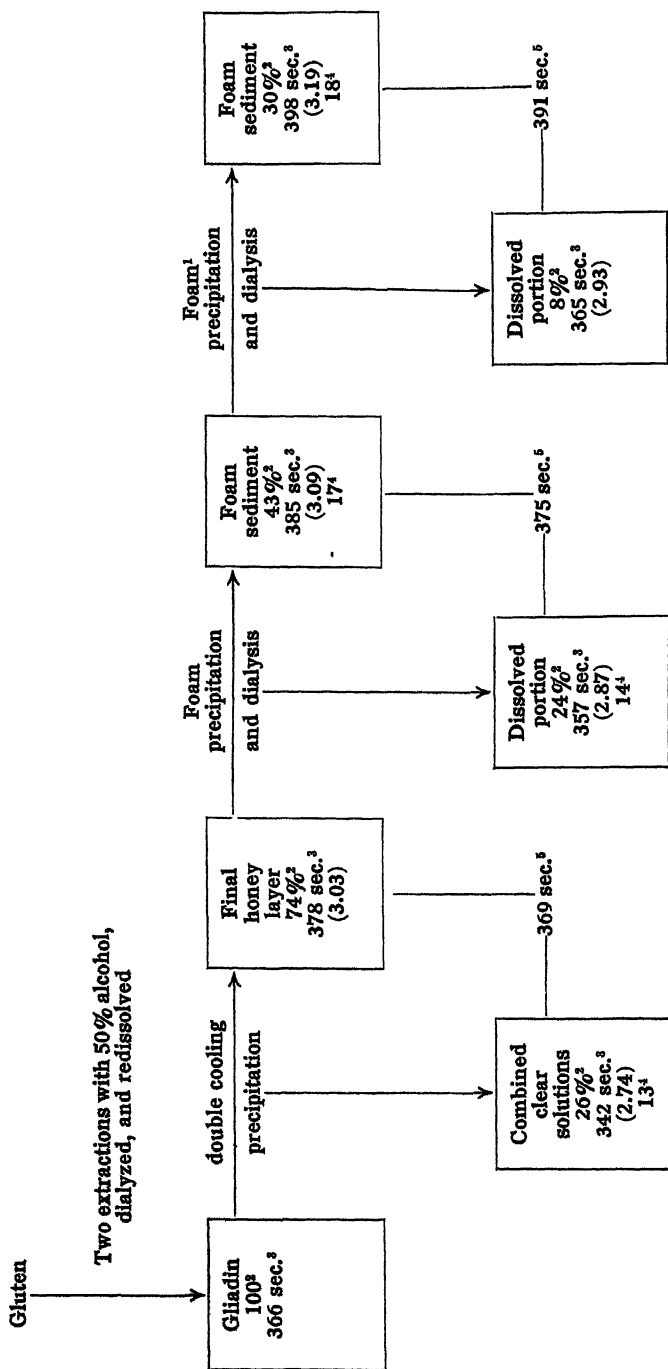 Gluten
Two extractions with 50% alcohol,
dialyzed, and redissolved
Gliadin
100²
366 sec.³
double cooling
precipitation
Combined
clear
solutions
26%²
342 sec.³
(2.74)
13⁴
369 sec.⁵
Final
honey
layer
74%²
378 sec.³
(3.03)
Foam
precipitation
and dialysis
Dissolved
portion
24%²
357 sec.³
(2.87)
14⁴
375 sec.⁵
Foam
sediment
43%²
385 sec.³
(3.09)
17⁴
Foam¹
precipitation
and dialysis
Dissolved
portion
8%²
365 sec.³
(2.93)
391 sec.⁵
Foam
sediment
30%²
398 sec.³
(3.19)
18⁴